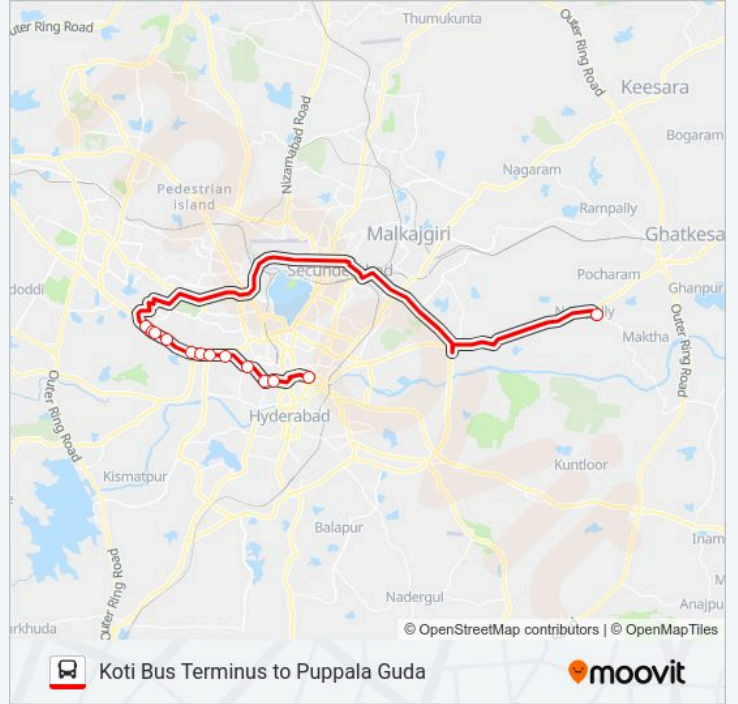 Thumukunta
uter Ring Road
Outer Ring Road
Keesara
Nizamabad Road
Bogaram
Nagaram
Pedestrian
island
Rampally
Malkajgiri
Ghatkesa
Pocharam
doddi
Ghanpur
Maktha
Outer Ring Road
Outer Ring Road
Hyderabad
Kuntloor
Kismatpur
Balapur
Inam
Outer Ring Road
Nadergul
M
Anajpu
rkhuda
© OpenStreetMap contributors | © OpenMapTiles
Koti Bus Terminus to Puppala Guda
moovit